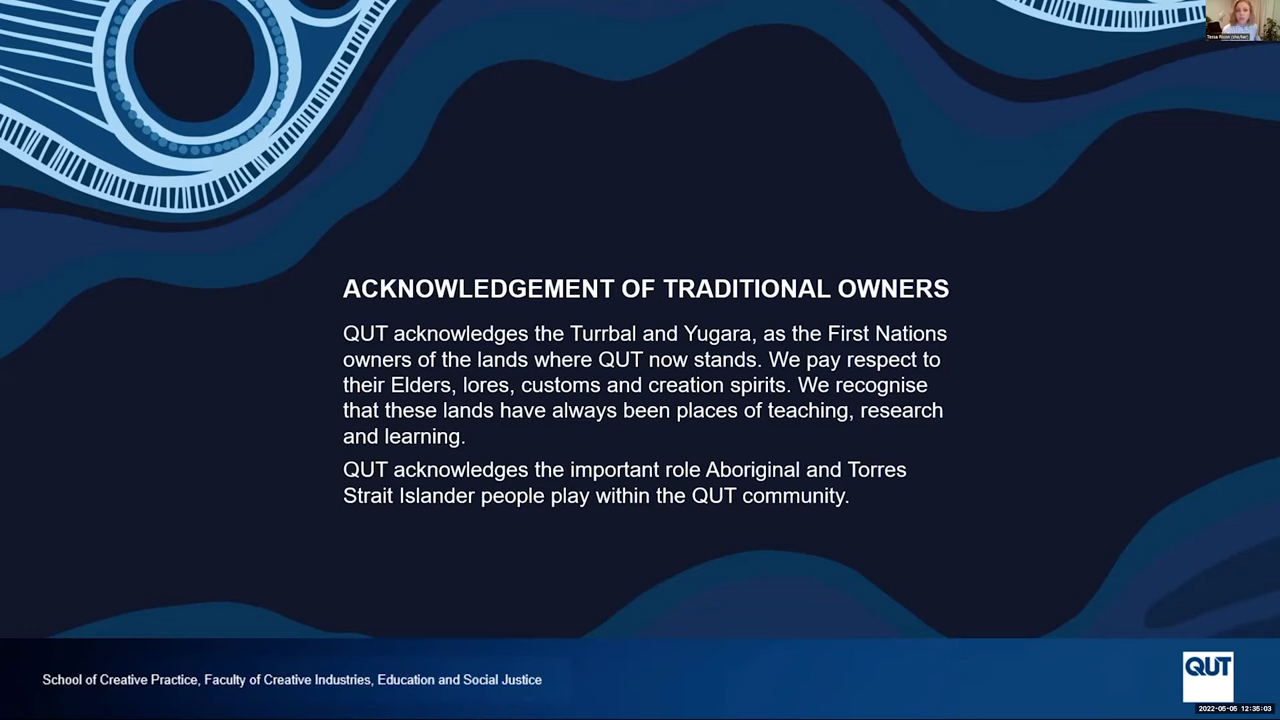 ACKNOWLEDGEMENT OF TRADITIONAL OWNERS
QUT acknowledges the Turrbal and Yugara, as the First Nations
owners of the lands where QUT now stands. We pay respect to
their Elders, lores, customs and creation spirits. We recognise
that these lands have always been places of teaching, research
and learning.
QUT acknowledges the important role Aboriginal and Torres
Strait Islander people play within the QUT community.
School of Creative Practice, Faculty of Creative Industries, Education and Social Justice
QUT
2022-05-05 12:35:03